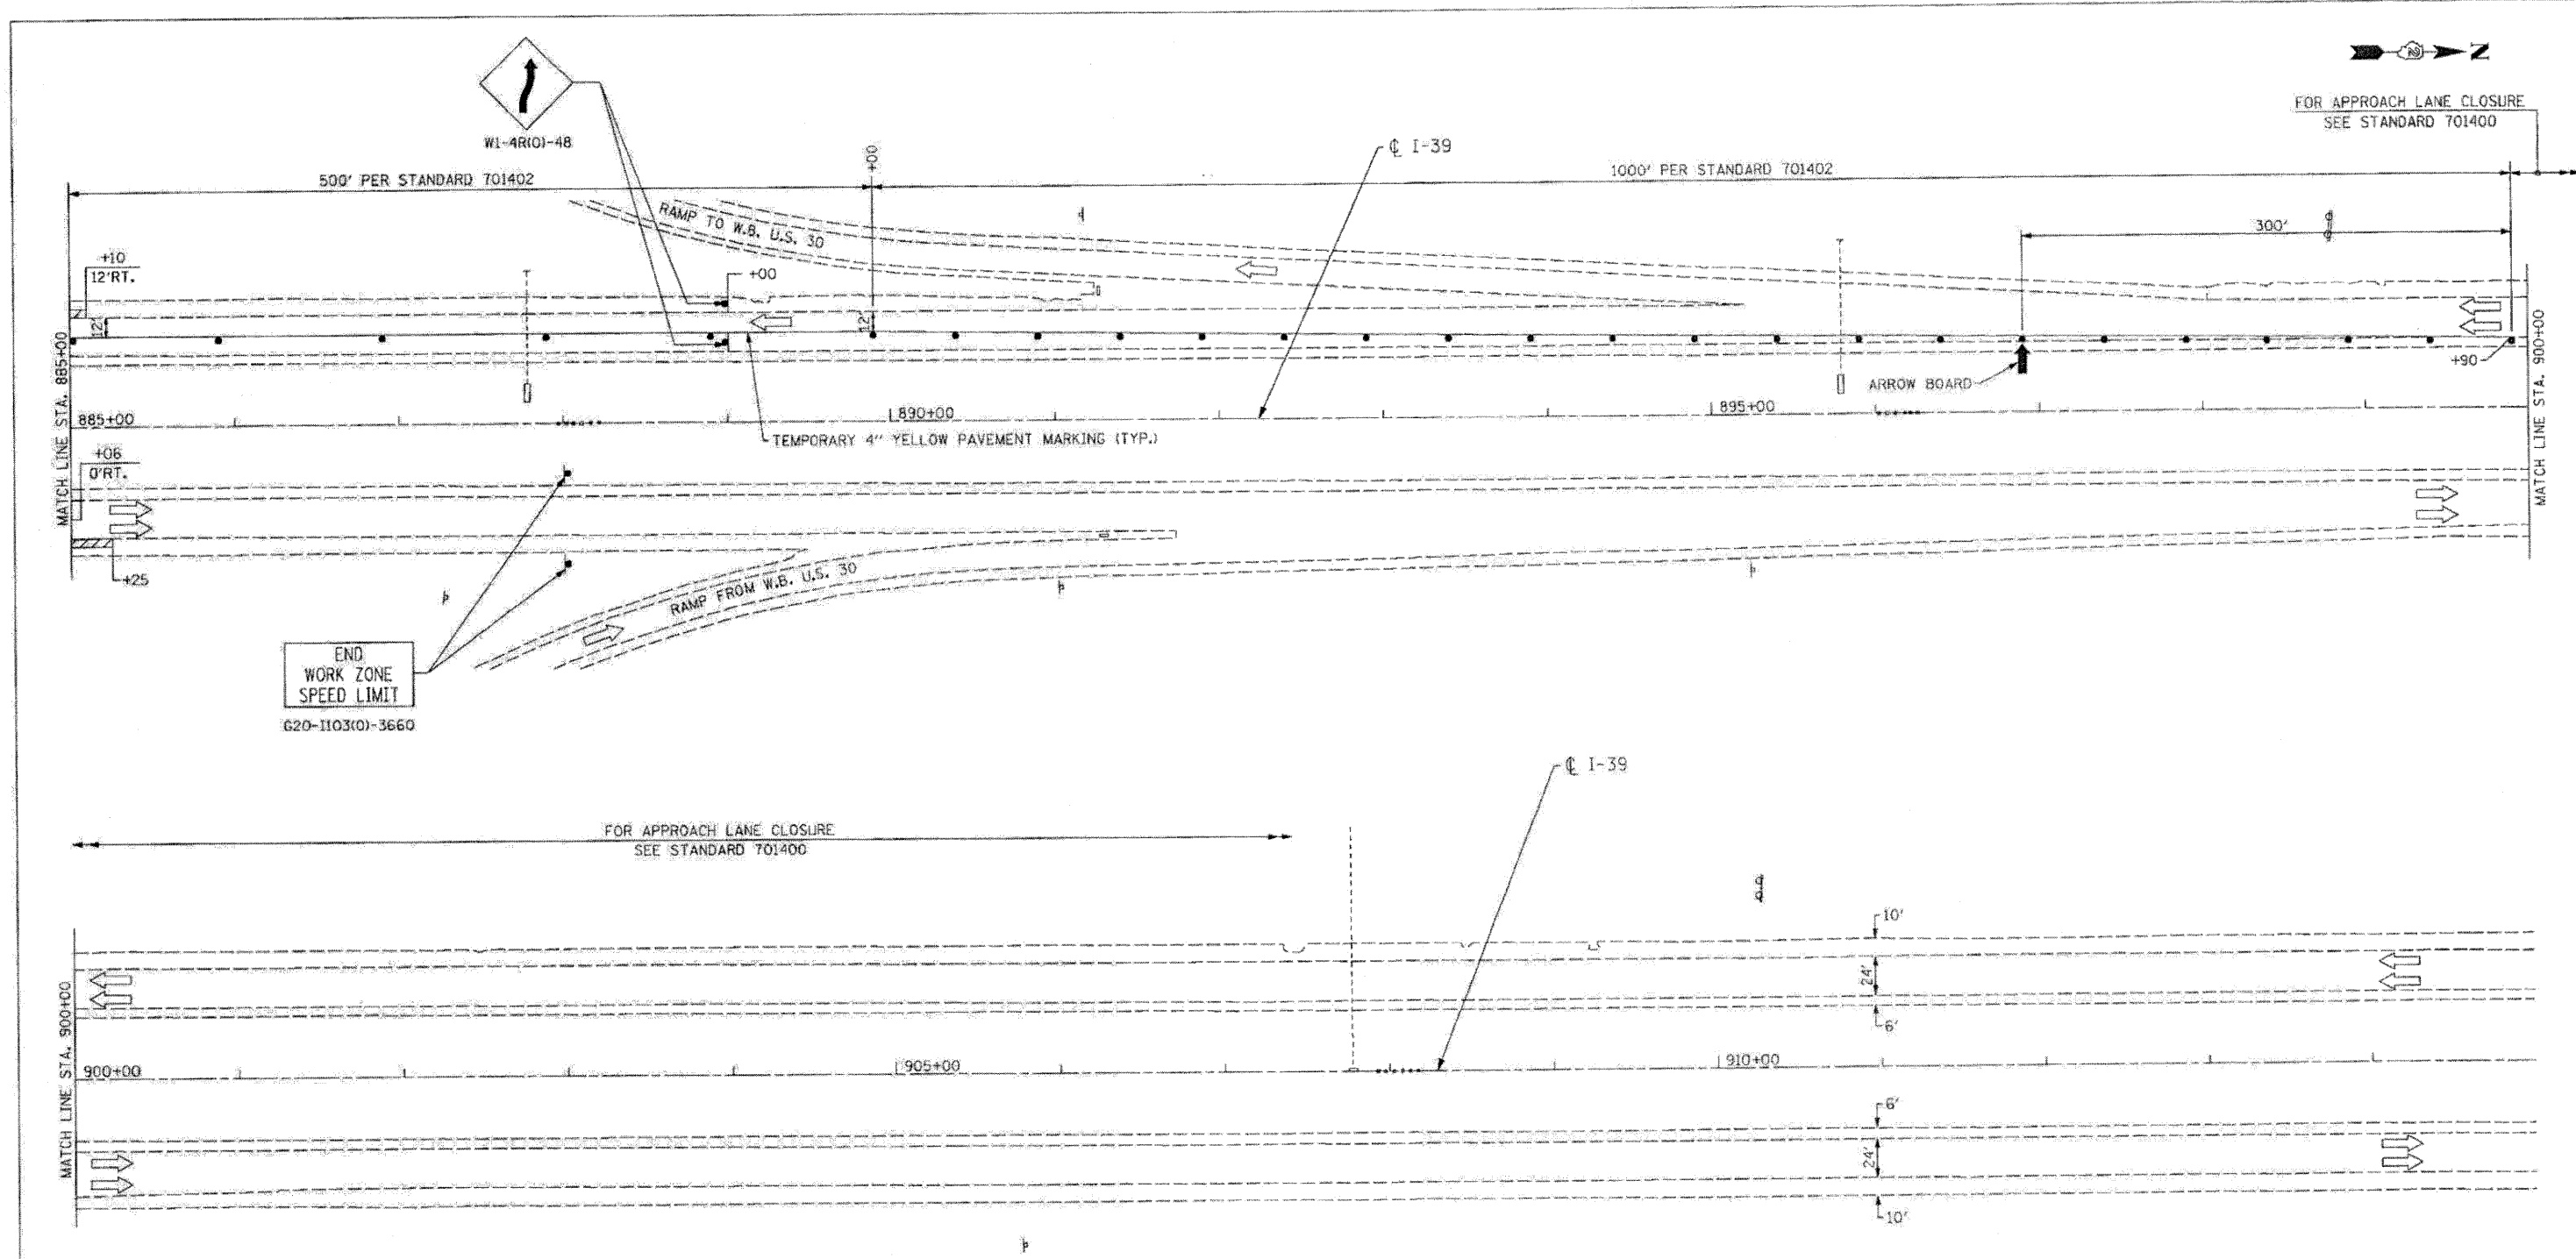 N
FOR APPROACH LANE CLOSURE
SEE STANDARD 701400
W1-4R(O)-48
℄ I-39
500' PER STANDARD 701402
+00
1000' PER STANDARD 701402
RAMP TO W.B. U.S. 30
300'
+10
12'RT.
+00
12'
12'
MATCH LINE STA. 885+00
ARROW BOARD
+90
MATCH LINE STA. 900+00
885+00
890+00
895+00
TEMPORARY 4" YELLOW PAVEMENT MARKING (TYP.)
+06
0'RT.
+25
RAMP FROM W.B. U.S. 30
END
WORK ZONE
SPEED LIMIT
G20-I103(O)-3660
℄ I-39
FOR APPROACH LANE CLOSURE
SEE STANDARD 701400
10'
24'
6'
MATCH LINE STA. 900+00
900+00
905+00
910+00
6'
24'
10'